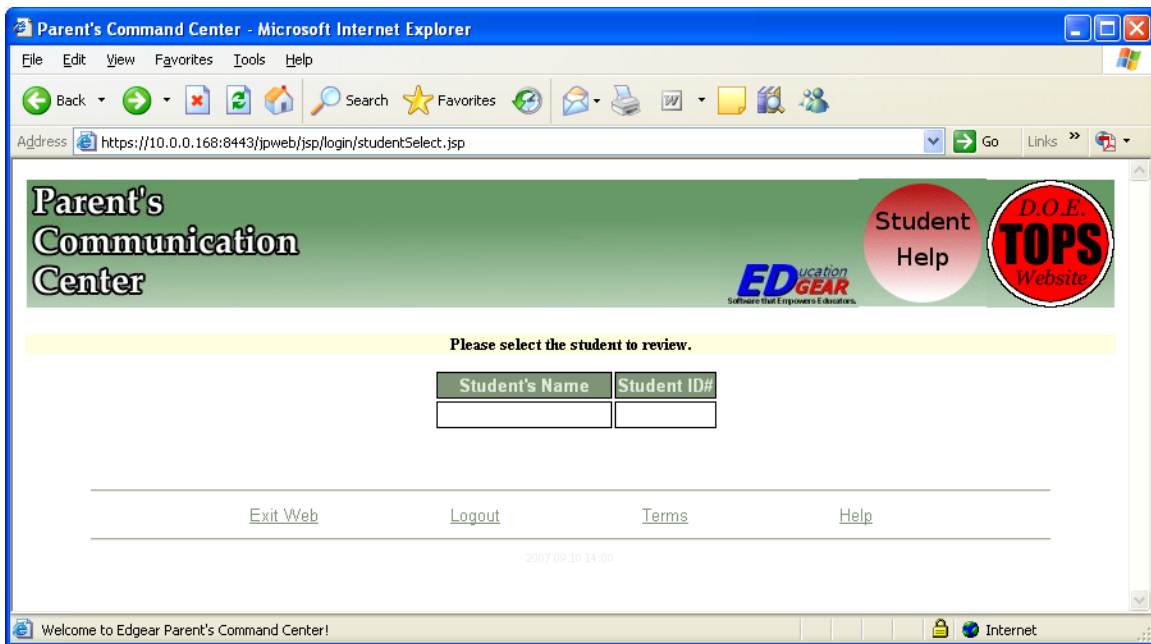 Parent's Command Center - Microsoft Internet Explorer
File Edit View Favorites Tools Help
Back Search Favorites W
Address https://10.0.0.168:8443/jpweb/jsp/login/studentSelect.jsp Go Links »
Parent's
Communication
Center
EDucation
GEAR
Software that Empowers Educators.
Student
Help
D.O.E.
TOPS
Website
Please select the student to review.
Student's Name Student ID#
Exit Web Logout Terms Help
2007.09.10 14:00
Welcome to Edgear Parent's Command Center! Internet